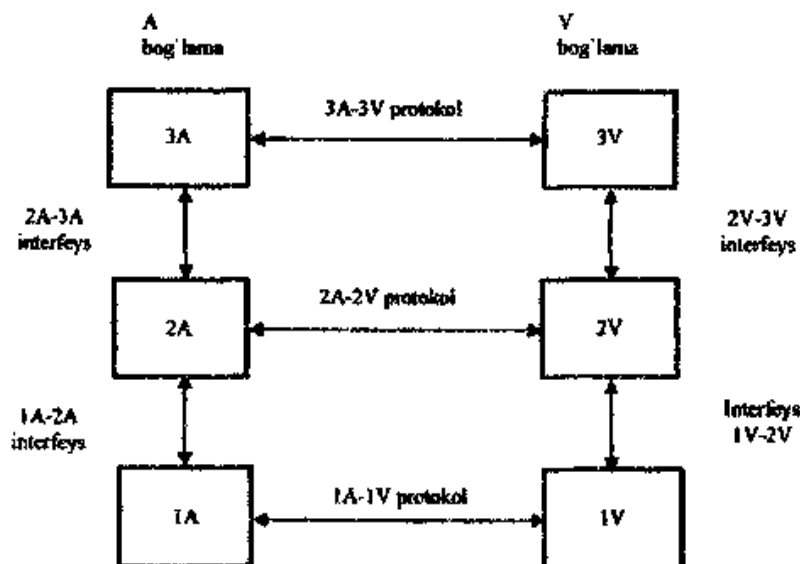 A
bog`lama
V
bog`lama
3A-3V protokol
3A
3V
2A-3A
interfeys
2V-3V
interfeys
2A-2V protokol
2A
2V
1A-2A
interfeys
Interfeys
1V-2V
1A-1V protokol
1A
1V